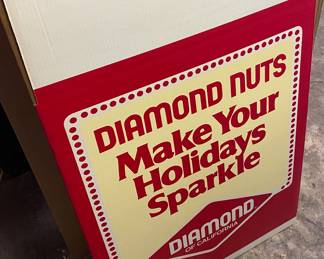 DIAMOND NUTS
Make Your
Holidays
Sparkle
DIAMOND
OF CALIFORNIA